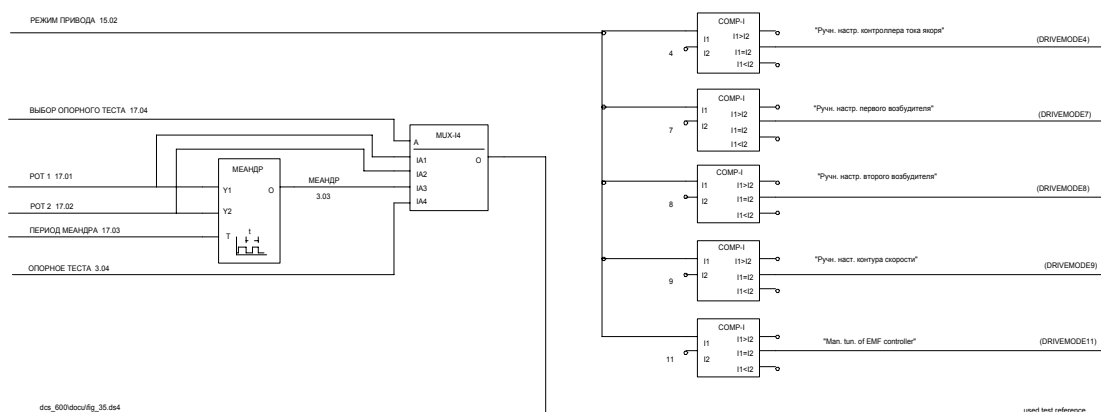 РЕЖИМ ПРИВОДА 15.02
ВЫБОР ОПОРНОГО ТЕСТА 17.04
MUX-I4
A
IA1
O
IA2
IA3
IA4
МЕАНДР
Y1
O
Y2
T
t
МЕАНДР
3.03
POT 1 17.01
POT 2 17.02
ПЕРИОД МЕАНДРА 17.03
ОПОРНОЕ ТЕСТА 3.04
COMP-I
I1
I1>I2
I2
I1=I2
I1<I2
4
"Ручн. настр. контроллера тока якоря"
(DRIVEMODE4)
COMP-I
I1
I1>I2
I2
I1=I2
I1<I2
7
"Ручн. настр. первого возбудителя"
(DRIVEMODE7)
COMP-I
I1
I1>I2
I2
I1=I2
I1<I2
8
"Ручн. настр. второго возбудителя"
(DRIVEMODE8)
COMP-I
I1
I1>I2
I2
I1=I2
I1<I2
9
"Ручн. наст. контура скорости"
(DRIVEMODE9)
COMP-I
I1
I1>I2
I2
I1=I2
I1<I2
11
"Man. tun. of EMF controller"
(DRIVEMODE11)
dcs_600\docu\fig_35.ds4
used test reference